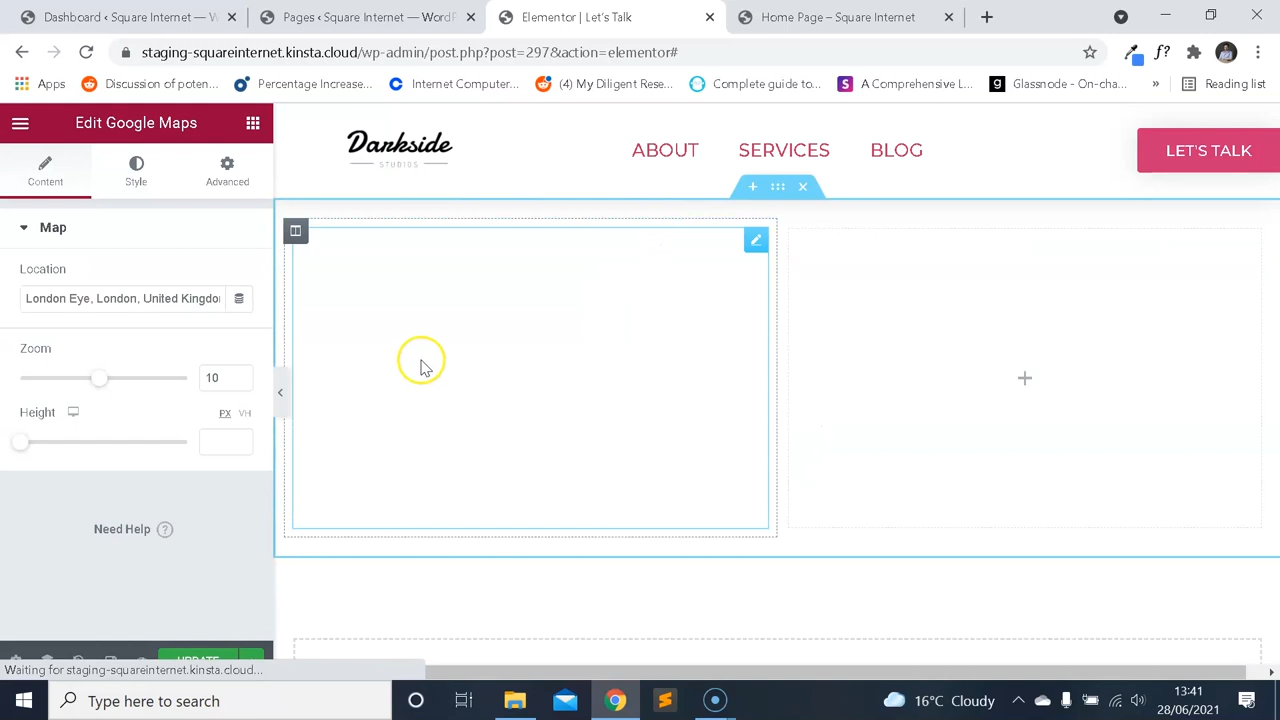 Dashboard ‹ Square Internet — W
Pages ‹ Square Internet — WordP
Elementor | Let's Talk
Home Page – Square Internet
staging-squareinternet.kinsta.cloud/wp-admin/post.php?post=297&action=elementor#
f?
Apps
Discussion of poten...
Percentage Increase...
Internet Computer...
(4) My Diligent Rese...
Complete guide to...
S
A Comprehensive L...
g
Glassnode - On-cha...
»
Reading list
Edit Google Maps
Content
Style
Advanced
Darkside
STUDIOS
ABOUT
SERVICES
BLOG
LET'S TALK
Map
Location
London Eye, London, United Kingdo
Zoom
10
Height
PX
VH
Need Help
UPDATE
Waiting for staging-squareinternet.kinsta.cloud...
Type here to search
16°C Cloudy
13:41
28/06/2021